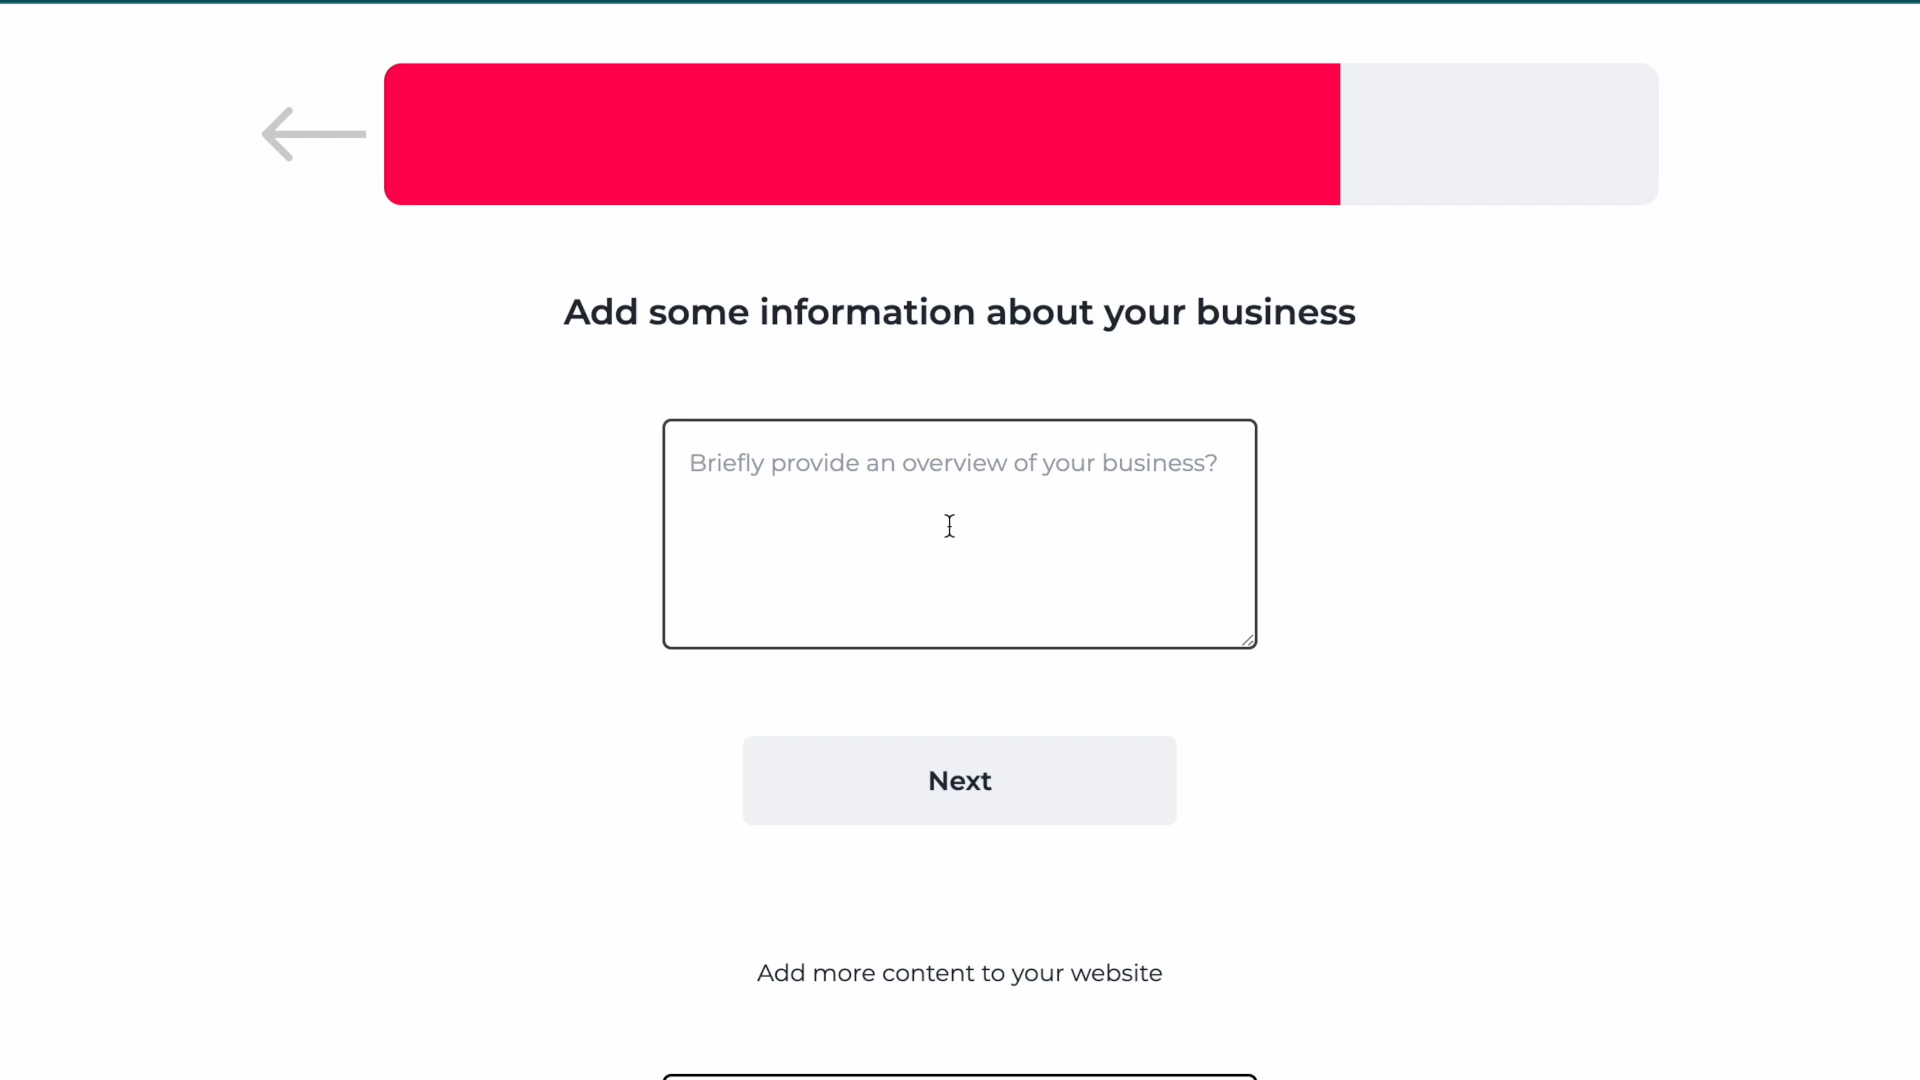 Add some information about your business
Briefly provide an overview of your business?
Next
Add more content to your website